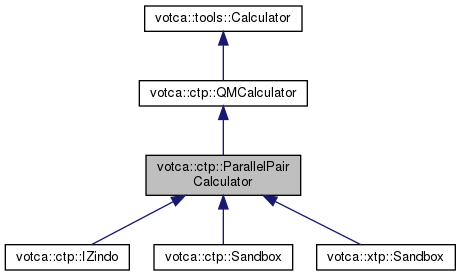 votca::tools::Calculator
votca::ctp::QMCalculator
votca::ctp::ParallelPair
Calculator
votca::ctp::IZindo
votca::ctp::Sandbox
votca::xtp::Sandbox